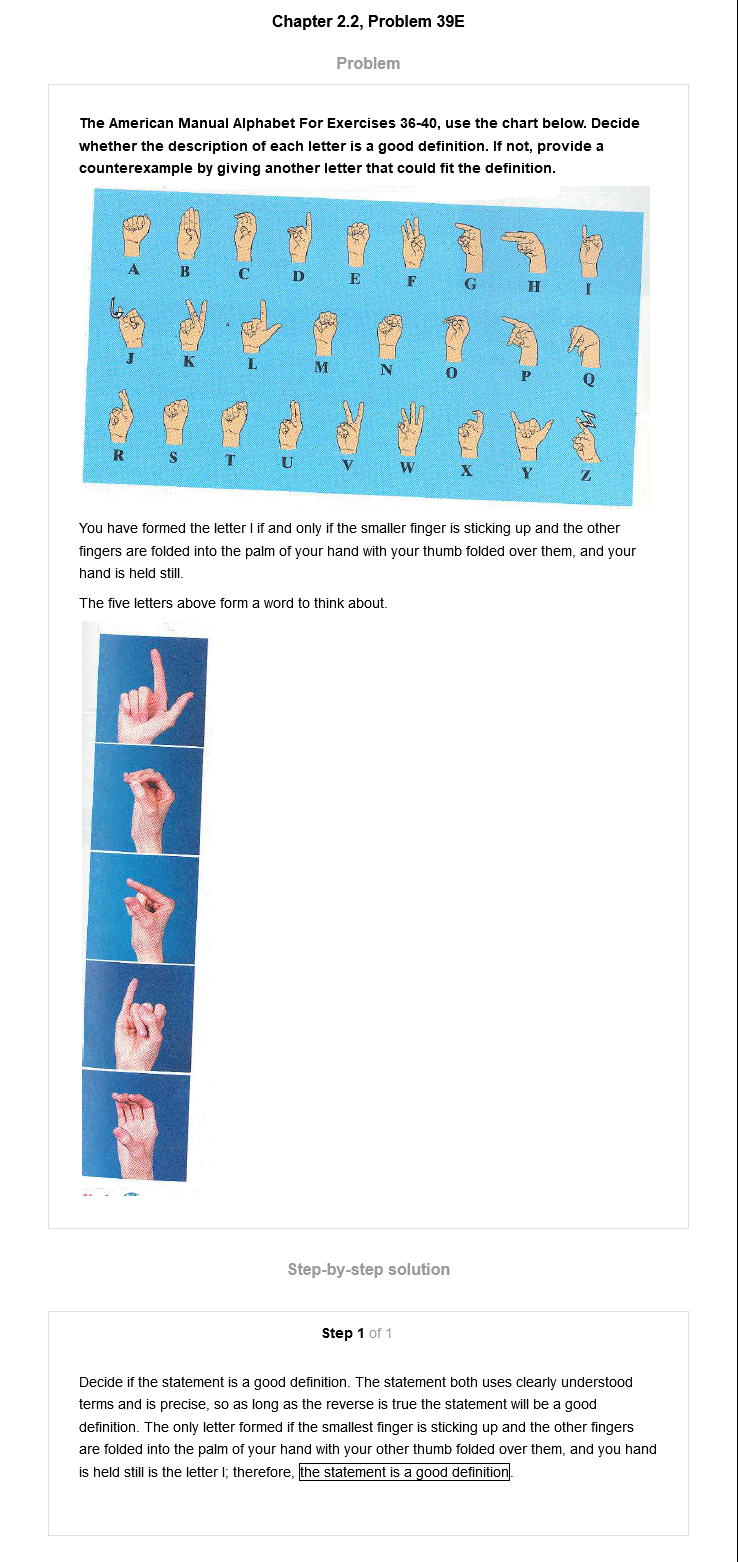 Chapter 2.2, Problem 39E
Problem
The American Manual Alphabet For Exercises 36-40, use the chart below. Decide
whether the description of each letter is a good definition. If not, provide a
counterexample by giving another letter that could fit the definition.
A B C D E F G H I
J K L M N O P Q
R S T U V W X Y Z
You have formed the letter I if and only if the smaller finger is sticking up and the other
fingers are folded into the palm of your hand with your thumb folded over them, and your
hand is held still.
The five letters above form a word to think about.
Step-by-step solution
Step 1 of 1
Decide if the statement is a good definition. The statement both uses clearly understood
terms and is precise, so as long as the reverse is true the statement will be a good
definition. The only letter formed if the smallest finger is sticking up and the other fingers
are folded into the palm of your hand with your other thumb folded over them, and you hand
is held still is the letter I; therefore, the statement is a good definition.